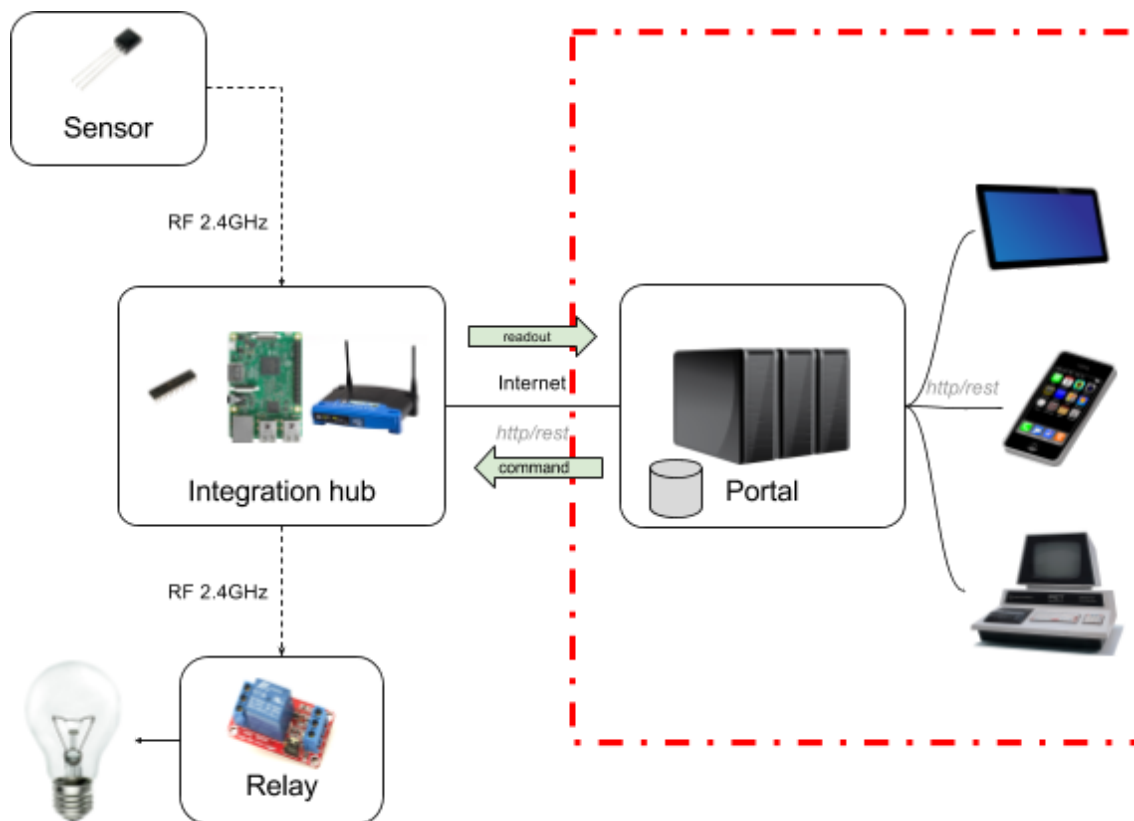 Sensor
RF 2.4GHz
readout
Internet
http/rest
command
Integration hub
Portal
http/rest
RF 2.4GHz
Relay